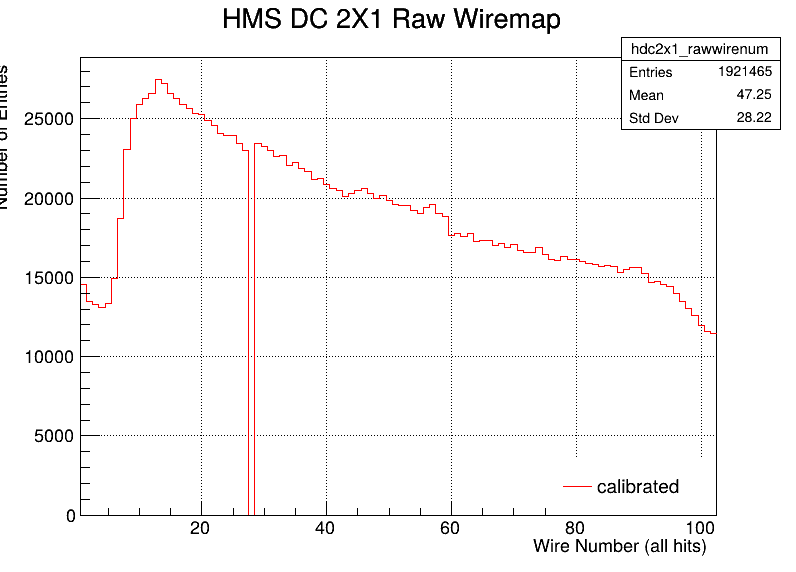 HMS DC 2X1 Raw Wiremap
hdc2x1_rawwirenum
Entries 1921465
Mean 47.25
Std Dev 28.22
Number of Entries
25000
20000
15000
10000
5000
0
calibrated
20 40 60 80 100
Wire Number (all hits)